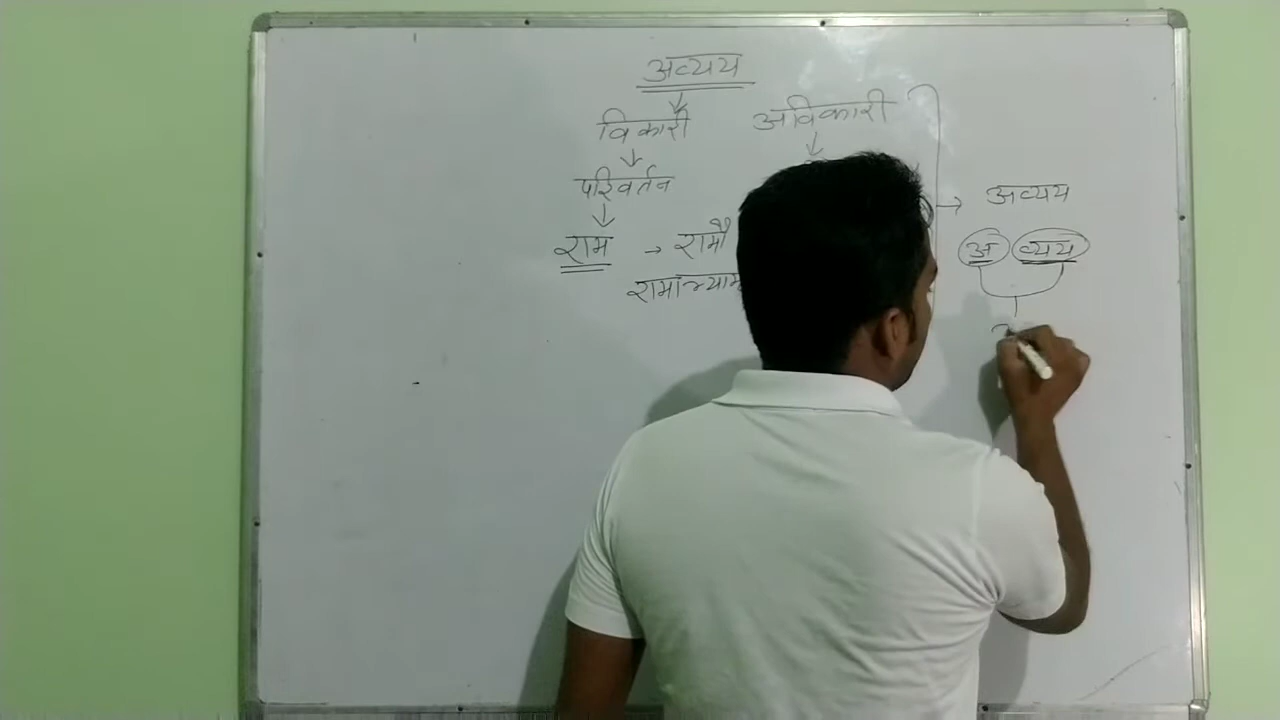 अव्यय
विकारी अविकारी
परिवर्तन
राम → रामौ
रामाभ्याम
→ अव्यय
अ व्यय